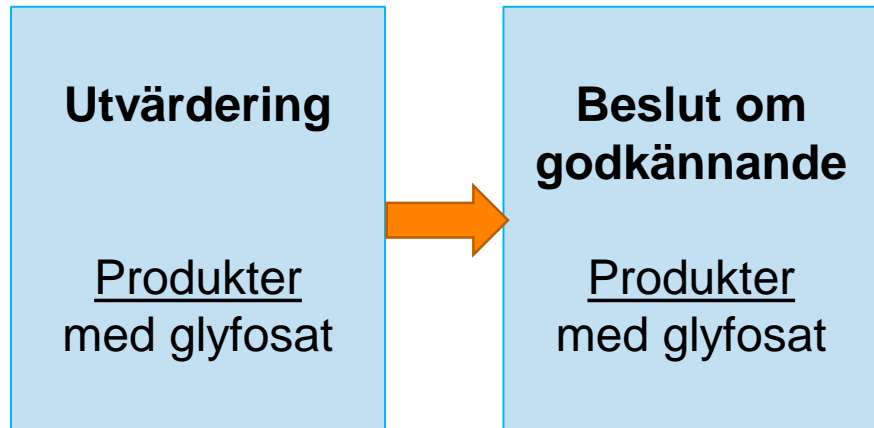 Utvärdering
Produkter
med glyfosat
Beslut om
godkännande
Produkter
med glyfosat